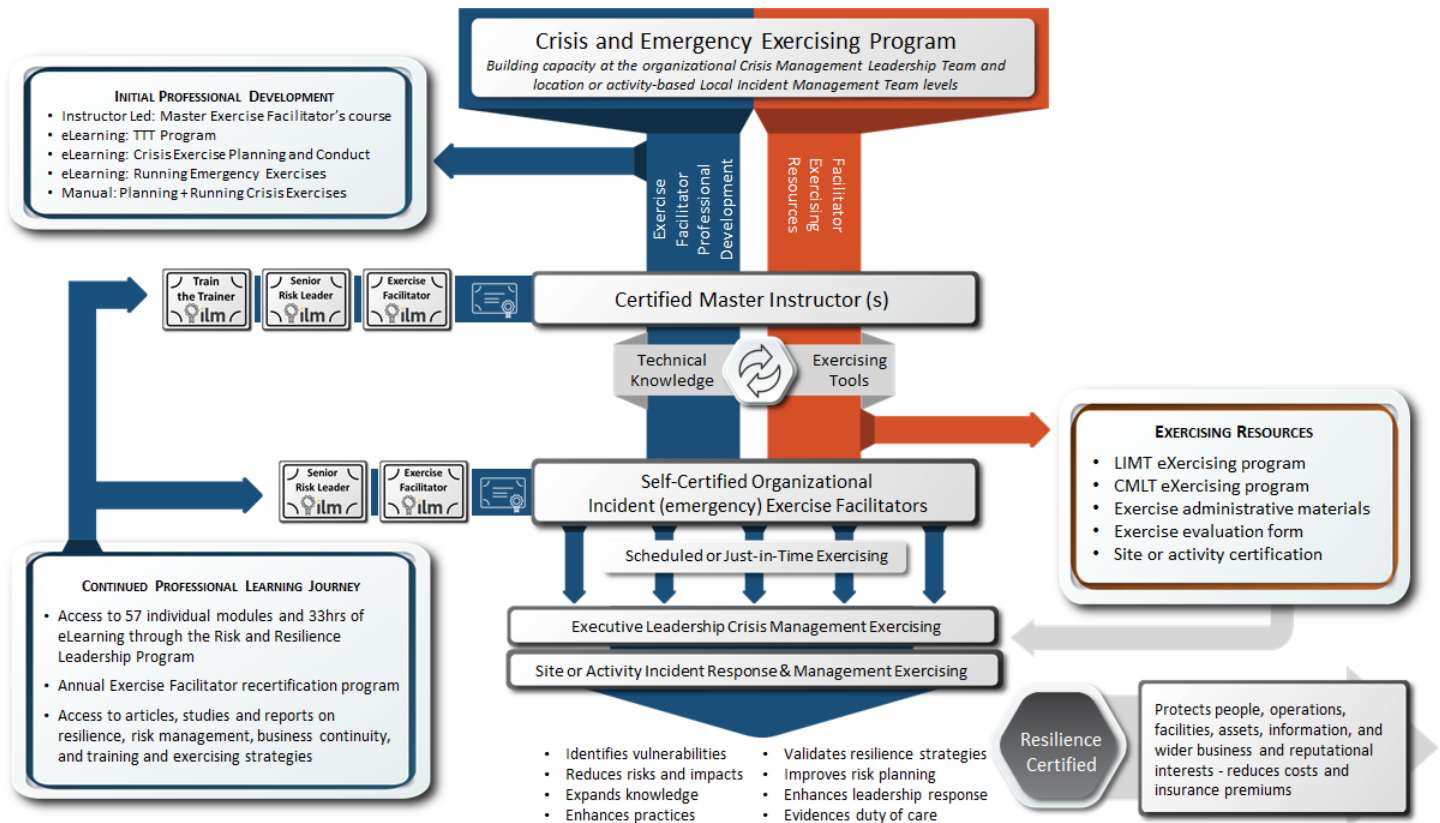 Crisis and Emergency Exercising Program
Building capacity at the organizational Crisis Management Leadership Team and
location or activity-based Local Incident Management Team levels
INITIAL PROFESSIONAL DEVELOPMENT
• Instructor Led: Master Exercise Facilitator's course
• eLearning: TTT Program
• eLearning: Crisis Exercise Planning and Conduct
• eLearning: Running Emergency Exercises
• Manual: Planning + Running Crisis Exercises
Exercise
Facilitator
Professional
Development
Facilitator
Exercising
Resources
Train
the Trainer
ilm
Senior
Risk Leader
ilm
Exercise
Facilitator
ilm
Certified Master Instructor (s)
Technical
Knowledge
Exercising
Tools
EXERCISING RESOURCES
• LIMT eXercising program
• CMLT eXercising program
• Exercise administrative materials
• Exercise evaluation form
• Site or activity certification
Senior
Risk Leader
ilm
Exercise
Facilitator
ilm
Self-Certified Organizational
Incident (emergency) Exercise Facilitators
Scheduled or Just-in-Time Exercising
CONTINUED PROFESSIONAL LEARNING JOURNEY
• Access to 57 individual modules and 33hrs of
eLearning through the Risk and Resilience
Leadership Program
• Annual Exercise Facilitator recertification program
• Access to articles, studies and reports on
resilience, risk management, business continuity,
and training and exercising strategies
Executive Leadership Crisis Management Exercising
Site or Activity Incident Response & Management Exercising
• Identifies vulnerabilities
• Reduces risks and impacts
• Expands knowledge
• Enhances practices
• Validates resilience strategies
• Improves risk planning
• Enhances leadership response
• Evidences duty of care
Resilience
Certified
Protects people, operations,
facilities, assets, information, and
wider business and reputational
interests - reduces costs and
insurance premiums